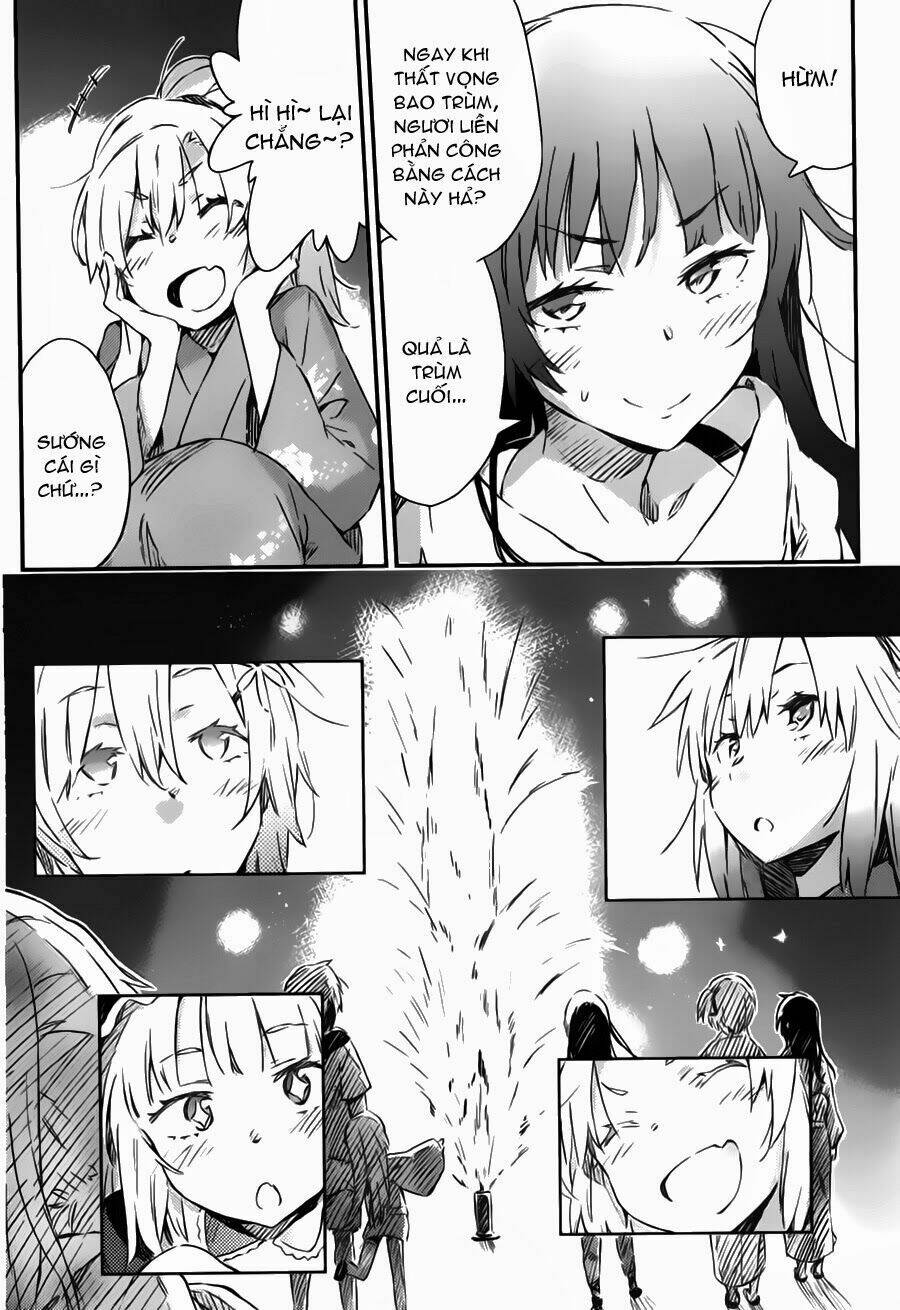 HỪM!
NGAY KHI
THẤT VỌNG
BAO TRÙM,
NGƯƠI LIỀN
PHẢN CÔNG
BẰNG CÁCH
NÀY HẢ?
QUẢ LÀ
TRÙM
CUỐI...
HÌ HÌ~ LẠI
CHẲNG~?
SƯỚNG
CÁI GÌ
CHỨ...?